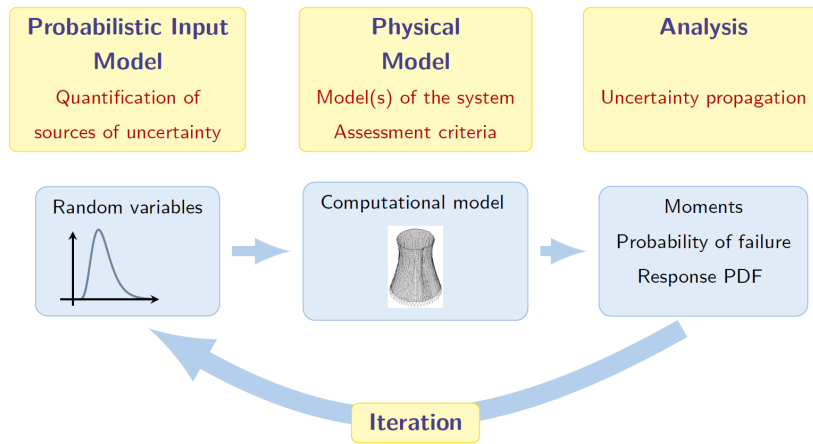 Probabilistic Input
Model
Quantification of
sources of uncertainty
Physical
Model
Model(s) of the system
Assessment criteria
Analysis
Uncertainty propagation
Random variables
Computational model
Moments
Probability of failure
Response PDF
Iteration